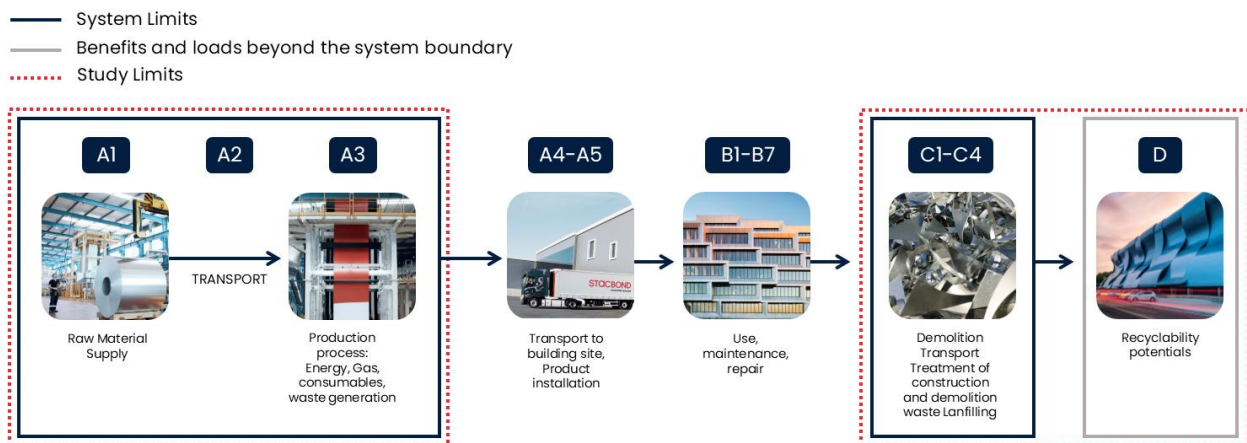 System Limits
Benefits and loads beyond the system boundary
Study Limits
A1
A2
A3
A4-A5
B1-B7
C1-C4
D
TRANSPORT
STACBOND
Raw Material
Supply
Production
process:
Energy, Gas,
consumables,
waste generation
Transport to
building site,
Product
installation
Use,
maintenance,
repair
Demolition
Transport
Treatment of
construction
and demolition
waste Lanfilling
Recyclability
potentials